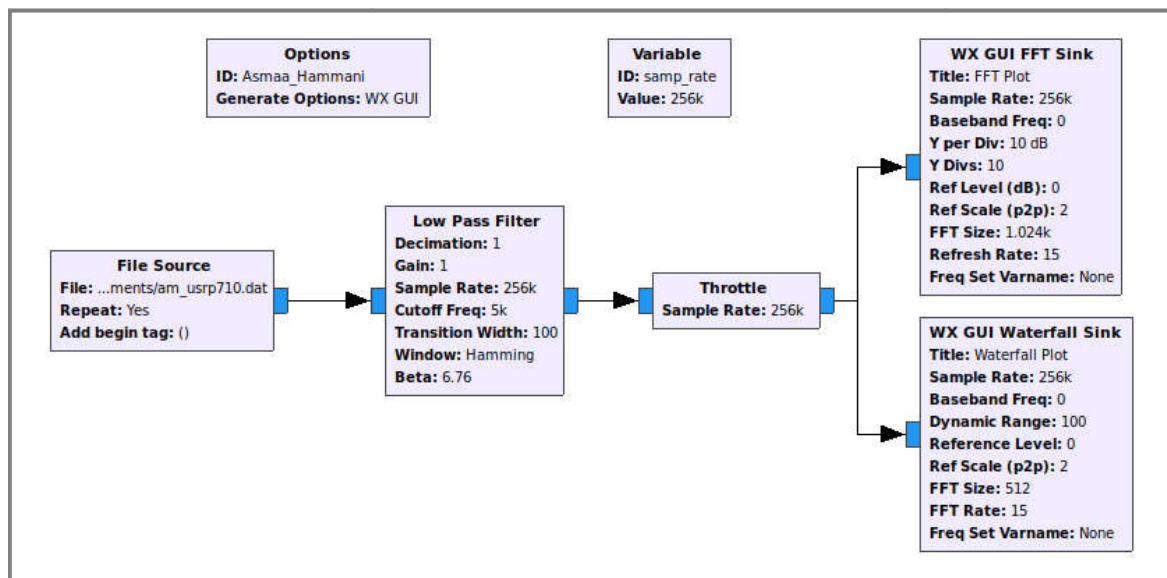 Options
ID: Asmaa_Hammani
Generate Options: WX GUI
Variable
ID: samp_rate
Value: 256k
File Source
File: ...ments/am_usrp710.dat
Repeat: Yes
Add begin tag: ()
Low Pass Filter
Decimation: 1
Gain: 1
Sample Rate: 256k
Cutoff Freq: 5k
Transition Width: 100
Window: Hamming
Beta: 6.76
Throttle
Sample Rate: 256k
WX GUI FFT Sink
Title: FFT Plot
Sample Rate: 256k
Baseband Freq: 0
Y per Div: 10 dB
Y Divs: 10
Ref Level (dB): 0
Ref Scale (p2p): 2
FFT Size: 1.024k
Refresh Rate: 15
Freq Set Varname: None
WX GUI Waterfall Sink
Title: Waterfall Plot
Sample Rate: 256k
Baseband Freq: 0
Dynamic Range: 100
Reference Level: 0
Ref Scale (p2p): 2
FFT Size: 512
FFT Rate: 15
Freq Set Varname: None